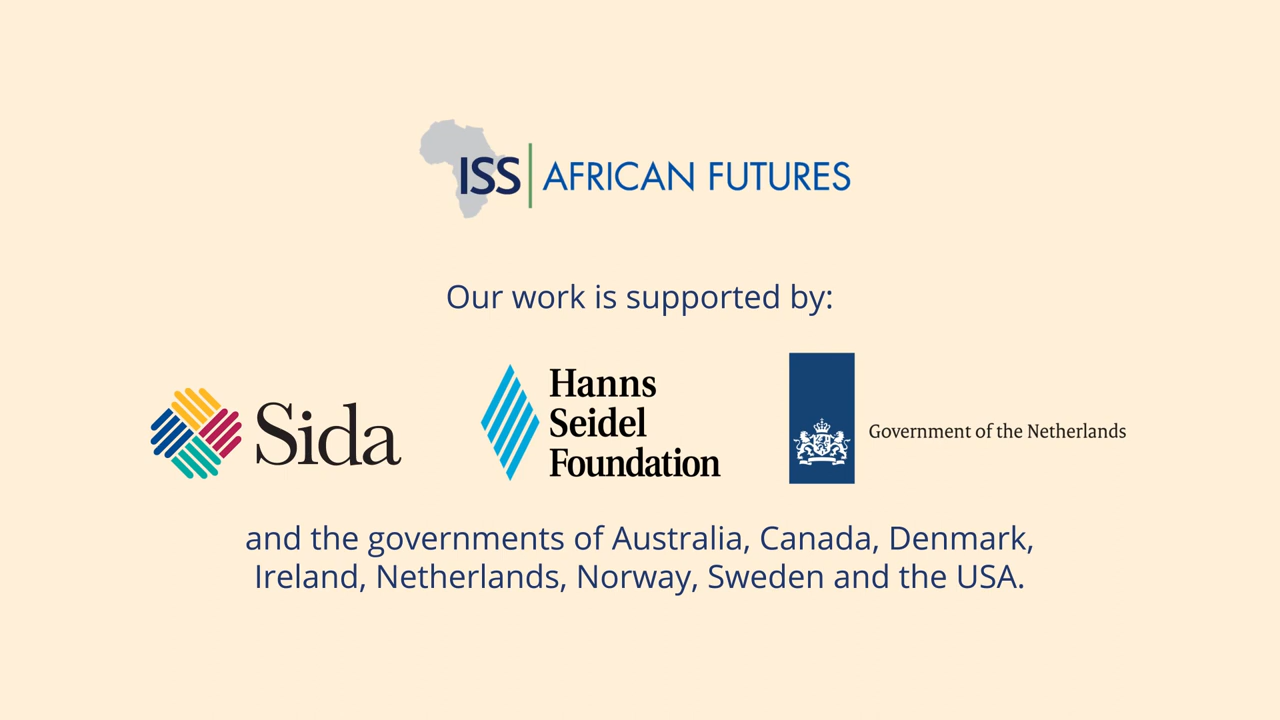 ISS AFRICAN FUTURES
Our work is supported by:
Sida
Hanns
Seidel
Foundation
Government of the Netherlands
and the governments of Australia, Canada, Denmark,
Ireland, Netherlands, Norway, Sweden and the USA.